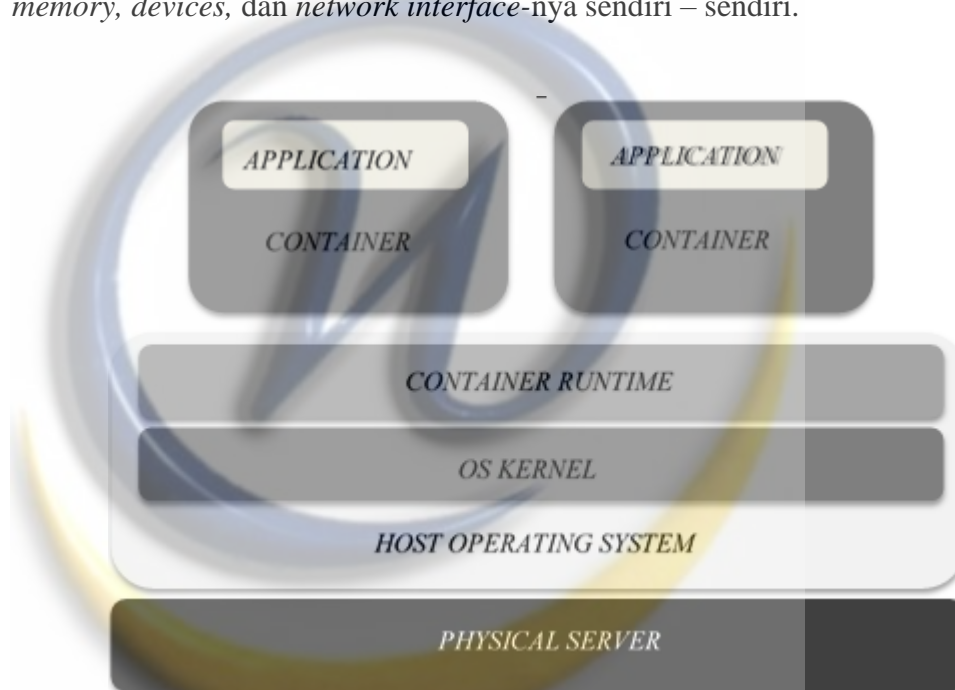 memory, devices, dan network interface-nya sendiri – sendiri.
APPLICATION APPLICATION
CONTAINER CONTAINER
CONTAINER RUNTIME
OS KERNEL
HOST OPERATING SYSTEM
PHYSICAL SERVER